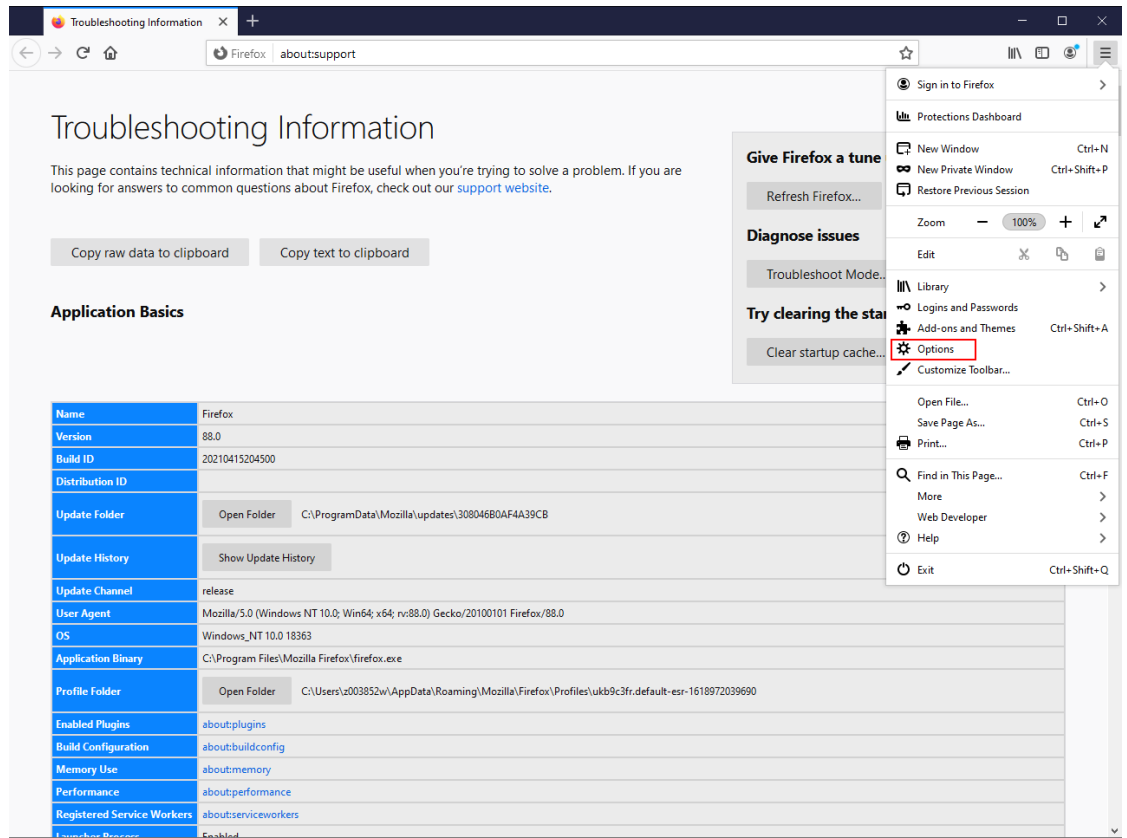 Troubleshooting Information
Firefox about:support
Troubleshooting Information
This page contains technical information that might be useful when you're trying to solve a problem. If you are
looking for answers to common questions about Firefox, check out our support website.
Copy raw data to clipboard Copy text to clipboard
Give Firefox a tune
Refresh Firefox...
Diagnose issues
Troubleshoot Mode..
Try clearing the star
Clear startup cache...
Application Basics
Name Firefox
Version 88.0
Build ID 20210415204500
Distribution ID
Update Folder Open Folder C:\ProgramData\Mozilla\updates\308046B0AF4A39CB
Update History Show Update History
Update Channel release
User Agent Mozilla/5.0 (Windows NT 10.0; Win64; x64; rv:88.0) Gecko/20100101 Firefox/88.0
OS Windows_NT 10.0 18363
Application Binary C:\Program Files\Mozilla Firefox\firefox.exe
Profile Folder Open Folder C:\Users\z003852w\AppData\Roaming\Mozilla\Firefox\Profiles\ukb9c3fr.default-esr-1618972039690
Enabled Plugins about:plugins
Build Configuration about:buildconfig
Memory Use about:memory
Performance about:performance
Registered Service Workers about:serviceworkers
Launcher Process Enabled
Sign in to Firefox
Protections Dashboard
New Window Ctrl+N
New Private Window Ctrl+Shift+P
Restore Previous Session
Zoom 100%
Edit
Library
Logins and Passwords
Add-ons and Themes Ctrl+Shift+A
Options
Customize Toolbar...
Open File... Ctrl+O
Save Page As... Ctrl+S
Print... Ctrl+P
Find in This Page... Ctrl+F
More
Web Developer
Help
Exit Ctrl+Shift+Q